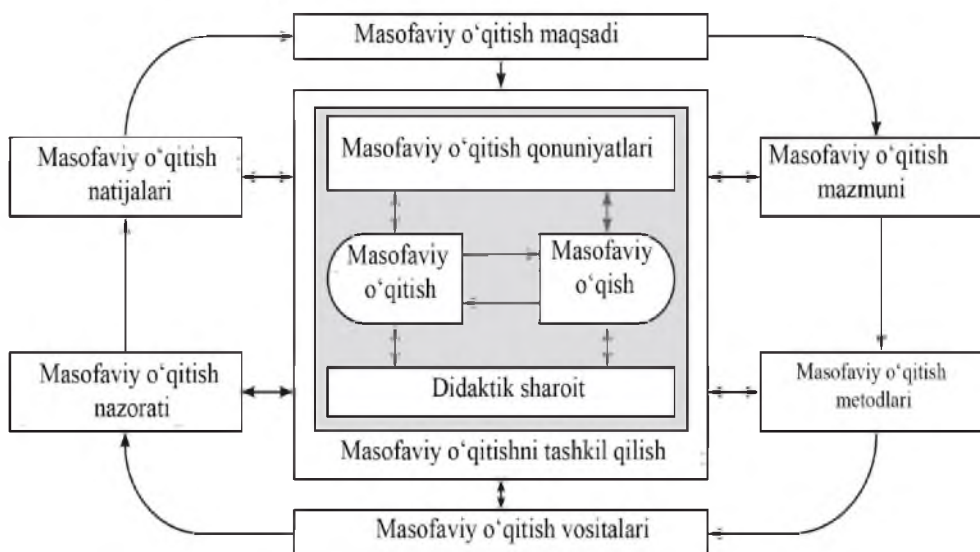 Masofaviy o‘qitish maqsadi
Masofaviy o‘qitish
natijalari
Masofaviy o‘qitish qonuniyatlari
Masofaviy o‘qitish
mazmuni
Masofaviy
o‘qitish
Masofaviy
o‘qish
Masofaviy o‘qitish
nazorati
Didaktik sharoit
Masofaviy o‘qitish
metodlari
Masofaviy o‘qitishni tashkil qilish
Masofaviy o‘qitish vositalari